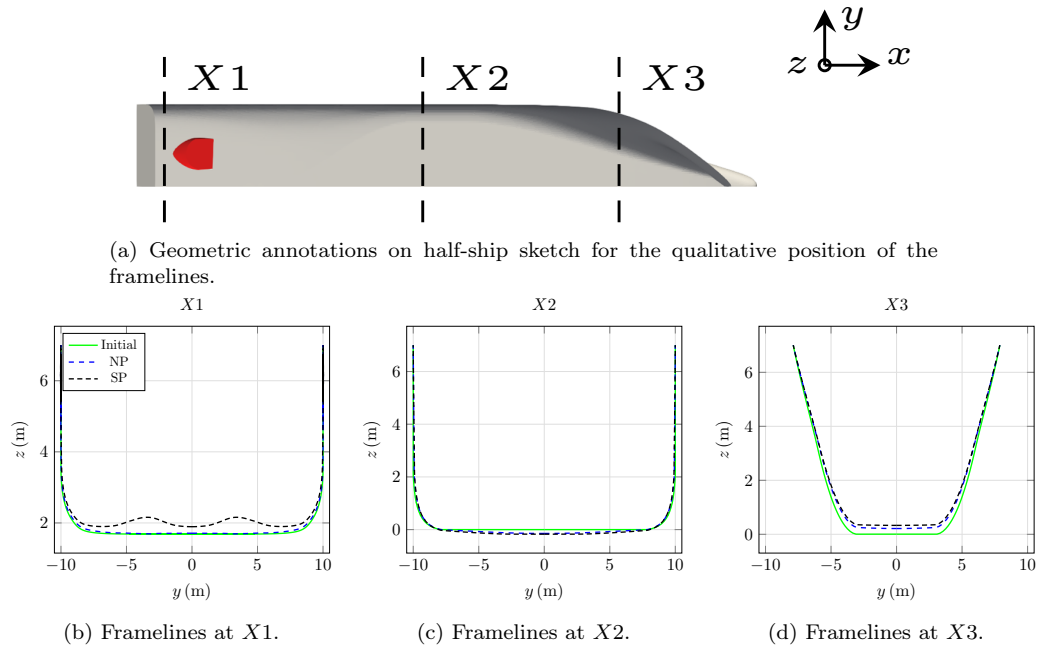 X1 X2 X3 y z x
(a) Geometric annotations on half-ship sketch for the qualitative position of the
framelines.
X1
Initial
NP
SP
6
4
2
z (m)
−10 −5 0 5 10
y (m)
(b) Framelines at X1.
X2
6
4
2
0
z (m)
−10 −5 0 5 10
y (m)
(c) Framelines at X2.
X3
6
4
2
0
z (m)
−10 −5 0 5 10
y (m)
(d) Framelines at X3.